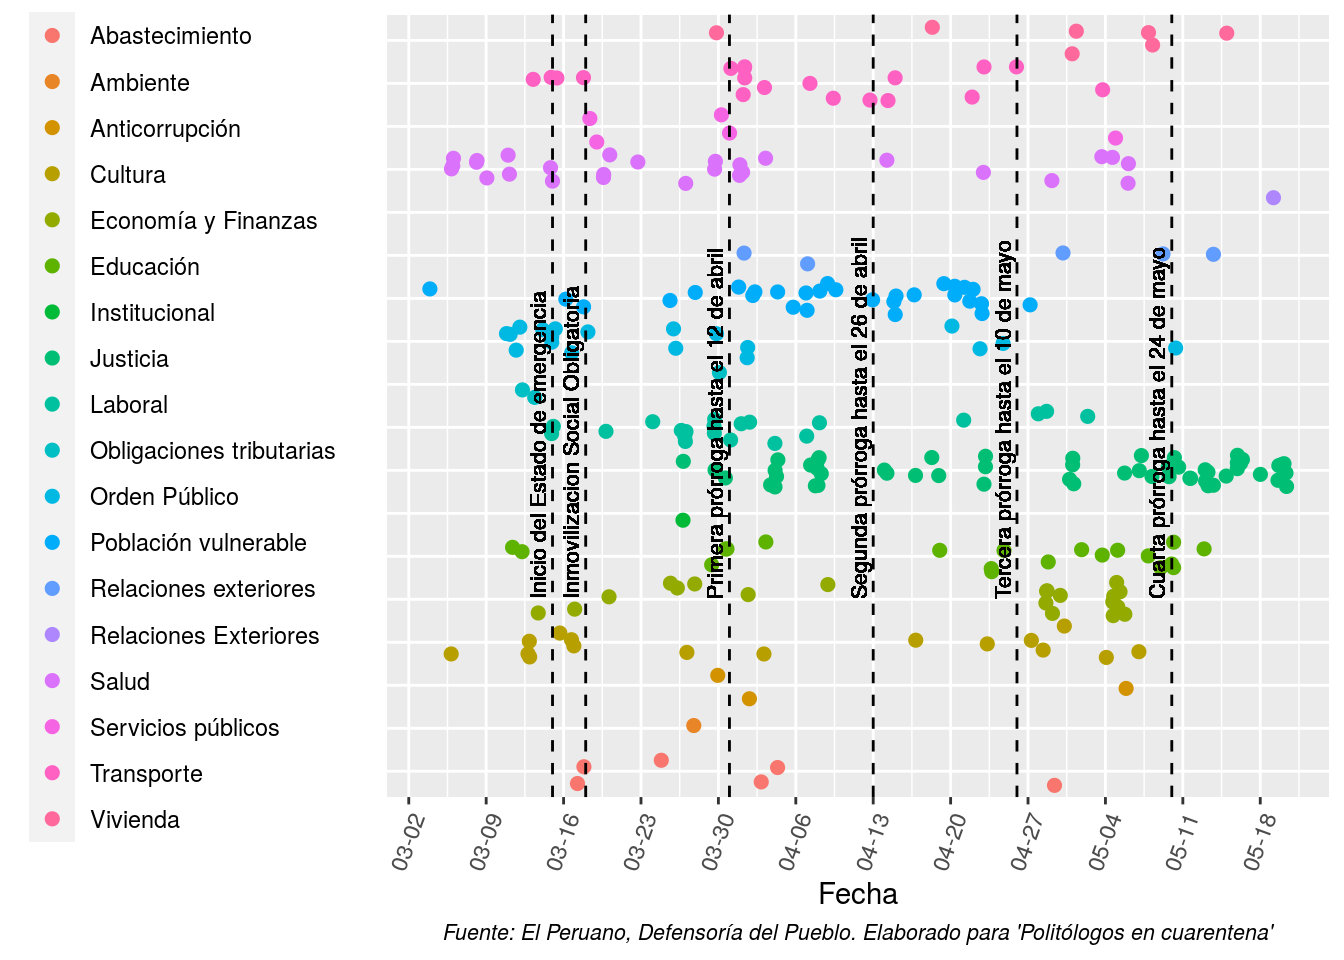 Abastecimiento
Ambiente
Anticorrupción
Cultura
Economía y Finanzas
Educación
Institucional
Justicia
Laboral
Obligaciones tributarias
Orden Público
Población vulnerable
Relaciones exteriores
Relaciones Exteriores
Salud
Servicios públicos
Transporte
Vivienda
Inicio del Estado de emergencia
Inmovilizacion Social Obligatoria
Primera prórroga hasta el 12 de abril
Segunda prórroga hasta el 26 de abril
Tercera prórroga hasta el 10 de mayo
Cuarta prórroga hasta el 24 de mayo
03-02
03-09
03-16
03-23
03-30
04-06
04-13
04-20
04-27
05-04
05-11
05-18
Fecha
Fuente: El Peruano, Defensoría del Pueblo. Elaborado para 'Politólogos en cuarentena'